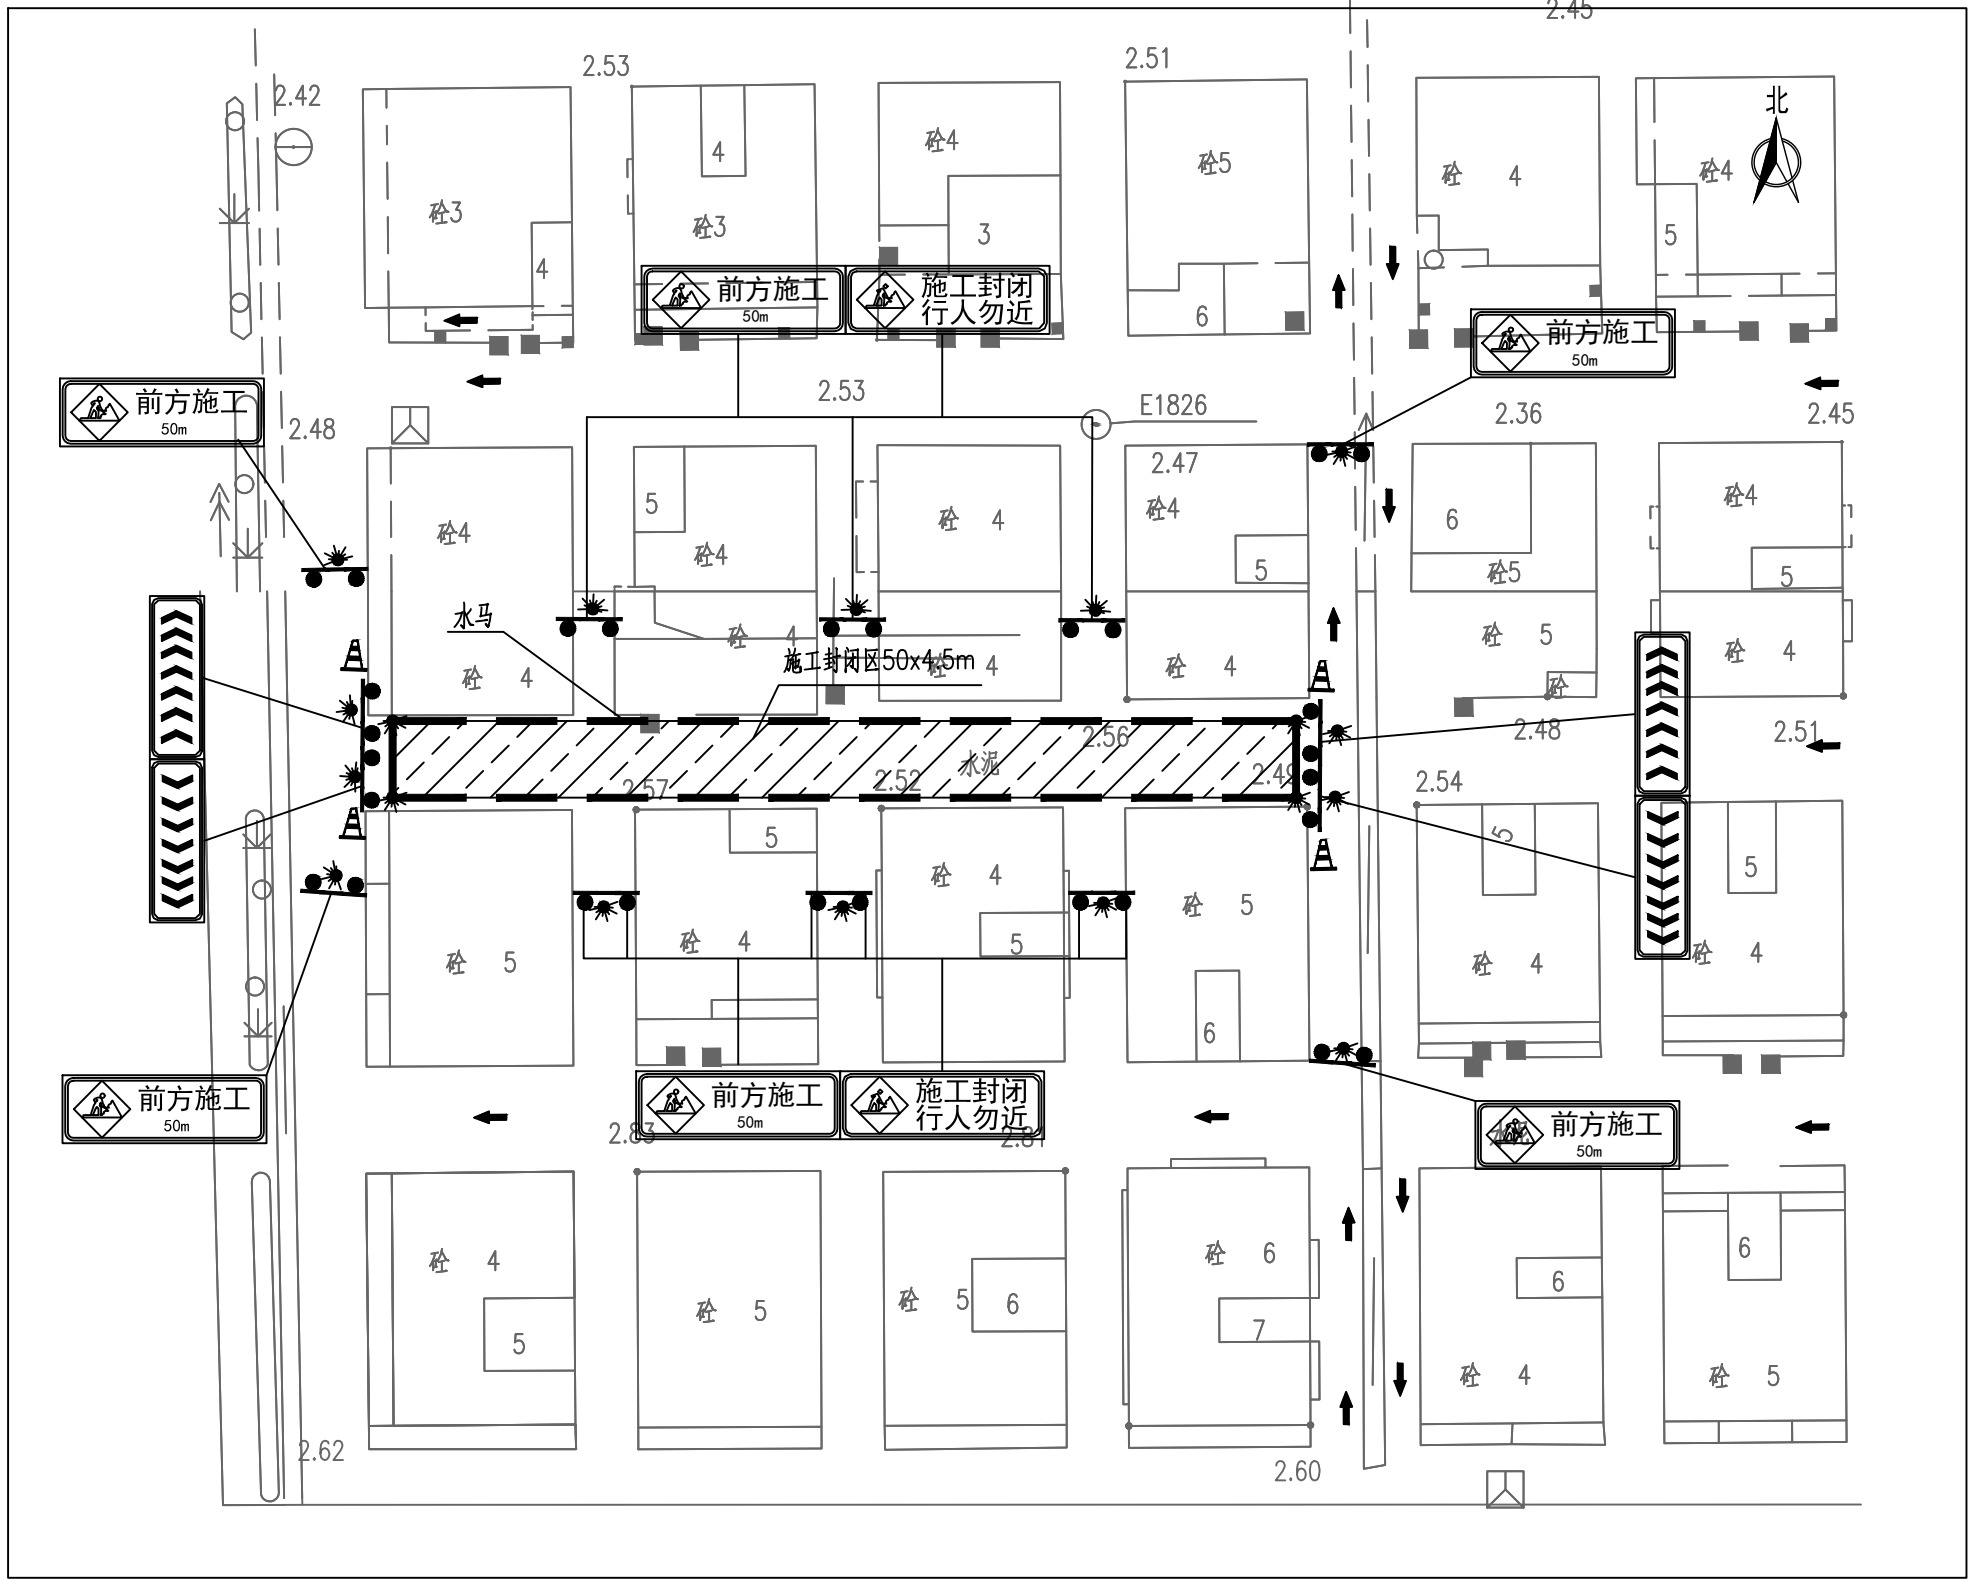 2.45
2.53
2.51
2.42
北
4
砼4
砼5
砼 4
砼4
砼3
砼3
3
5
4
6
前方施工
50m
施工封闭
行人勿近
前方施工
50m
2.53
E1826
2.36
2.45
前方施工
50m
2.48
2.47
5
砼4
砼 4
砼4
6
砼4
砼4
5
砼5
5
水马
砼 4
砼 5
施工封闭区50x4.5m
砼 4
砼 4
砼 4
砼 4
砼
2.56
2.48
2.51
水泥
2.57
2.52
2.49
2.54
5
5
5
砼 4
砼 5
砼 4
5
砼 5
砼 4
砼 4
6
前方施工
50m
前方施工
50m
施工封闭
行人勿近
水泥
前方施工
50m
2.83
2.81
砼 4
砼 6
6
砼 5
砼 5
6
6
5
7
砼 4
砼 5
2.62
2.60